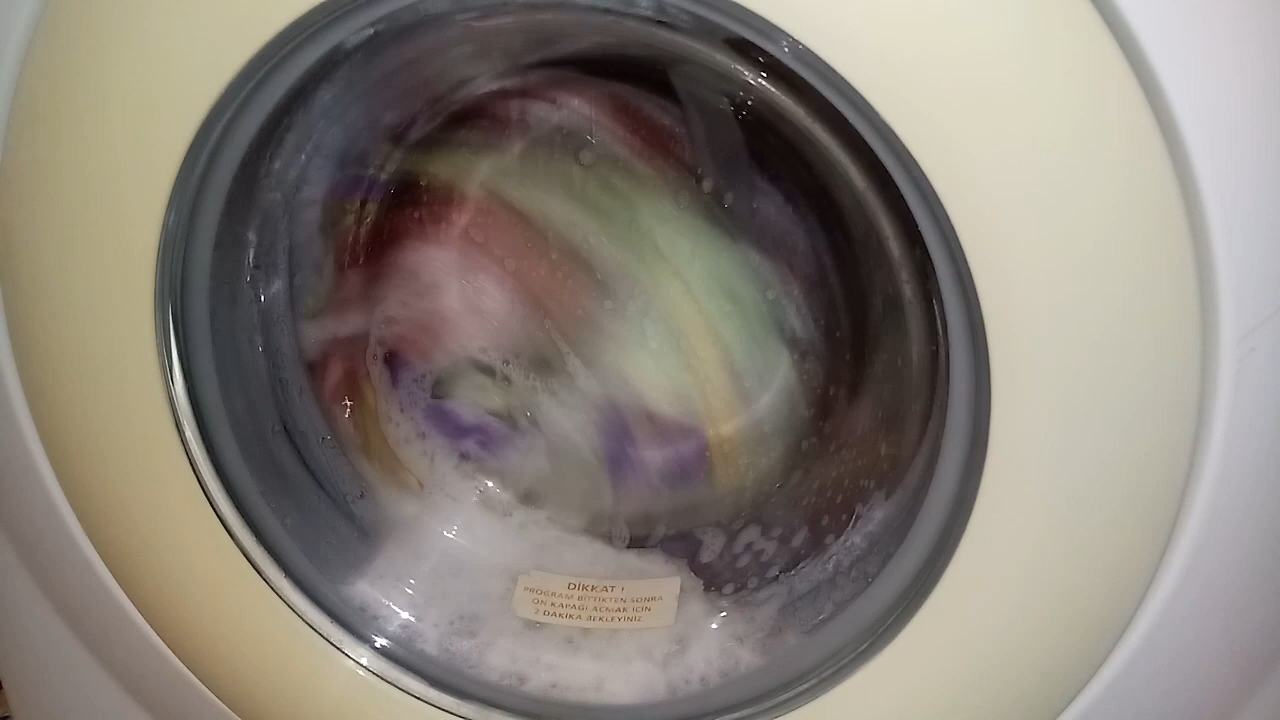 DİKKAT !
PROGRAM BİTTİKTEN SONRA
ÖN KAPAĞI AÇMAK İÇİN
2 DAKİKA BEKLEYİNİZ.